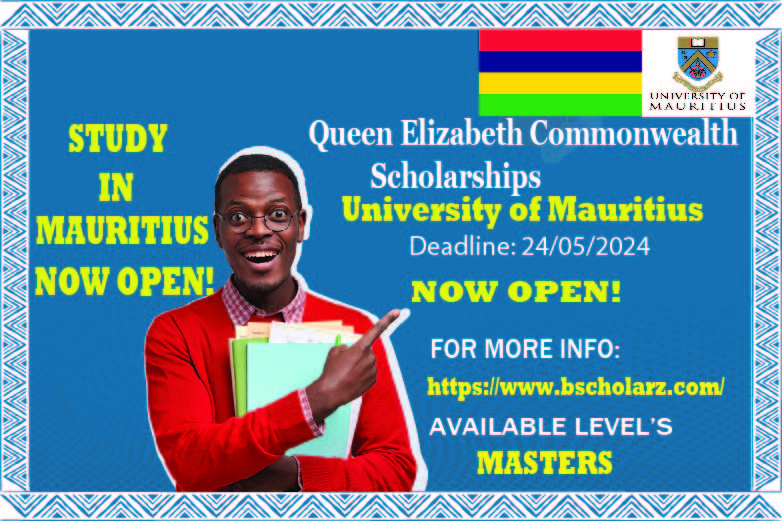 UNIVERSITY OF
MAURITIUS
STUDY
IN
MAURITIUS
NOW OPEN!
Queen Elizabeth Commonwealth
Scholarships
University of Mauritius
Deadline: 24/05/2024
NOW OPEN!
FOR MORE INFO:
https://www.bscholarz.com/
AVAILABLE LEVEL'S
MASTERS